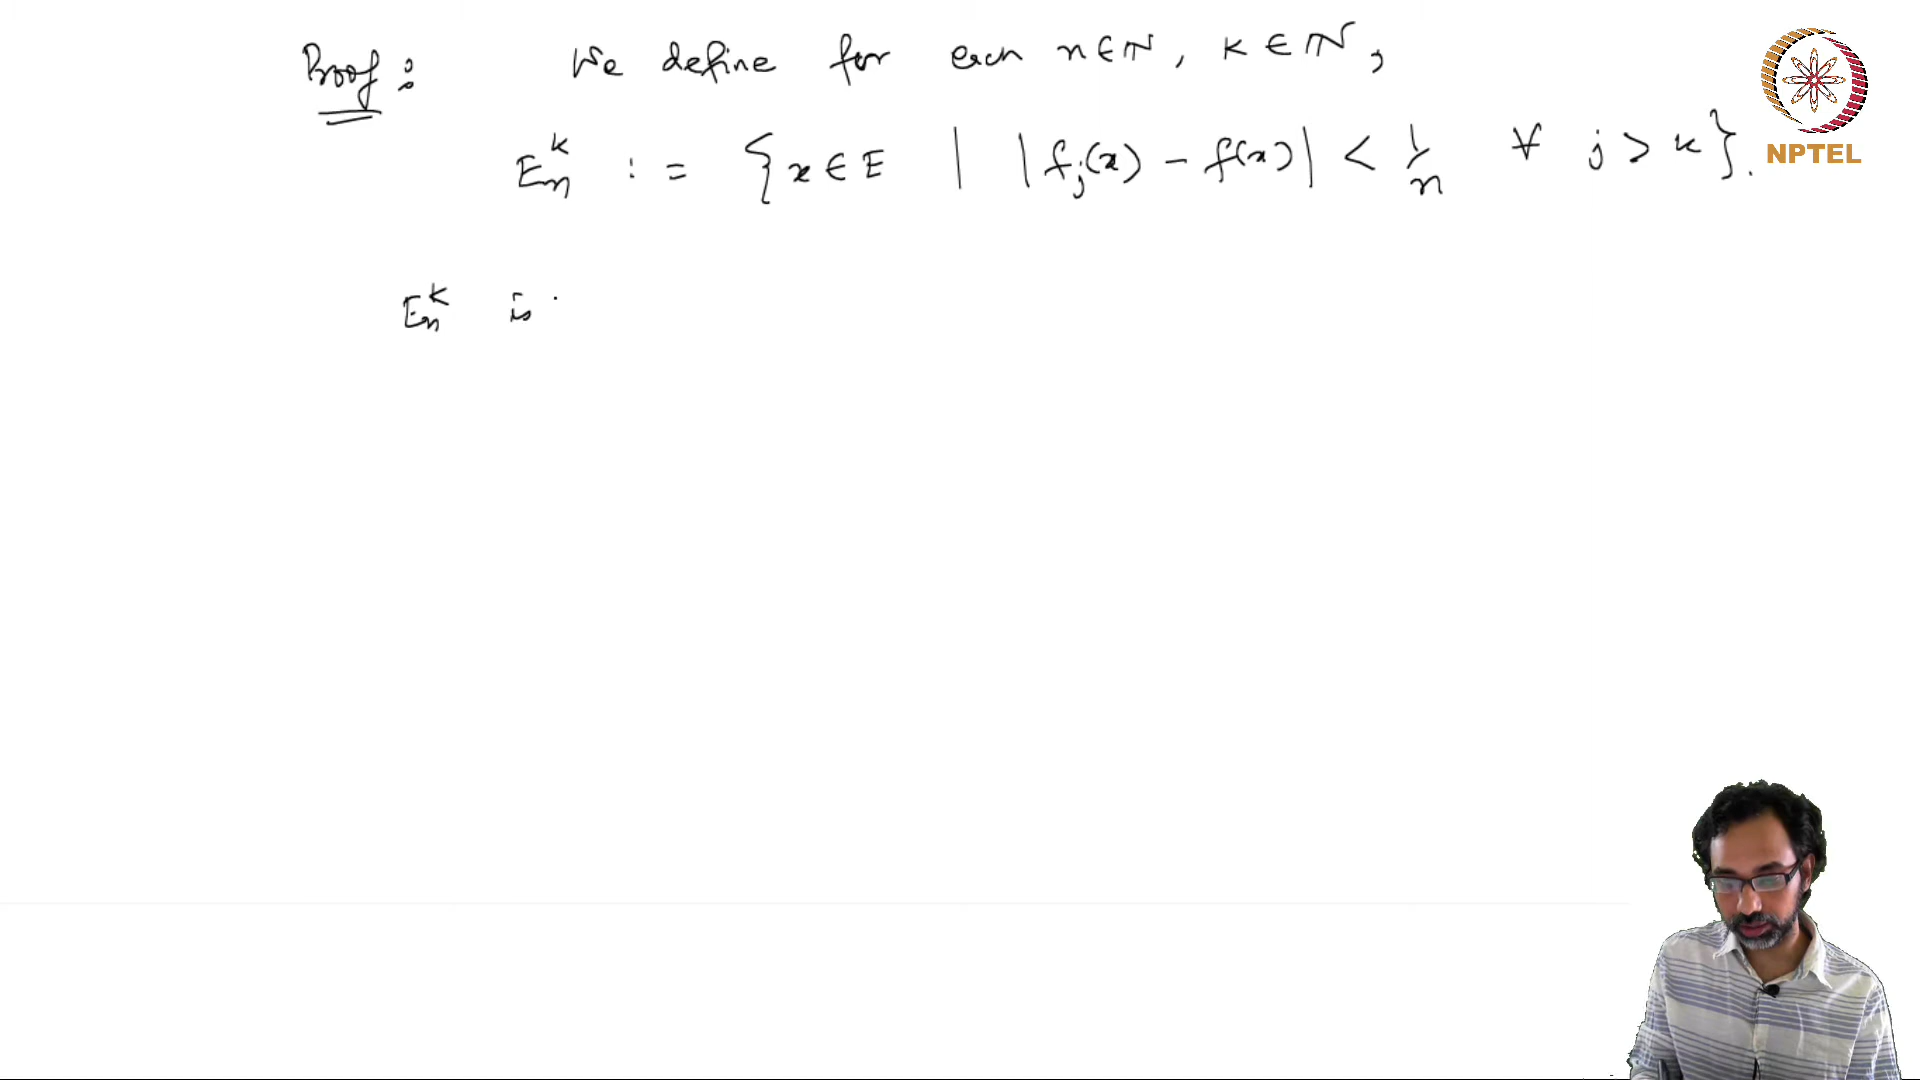 Proof : We define for each n∈ℕ, k∈ℕ,
E_n^k := { x∈E | |f_j(x) - f(x)| < 1/n ∀ j > k }.
NPTEL
E_n^k is